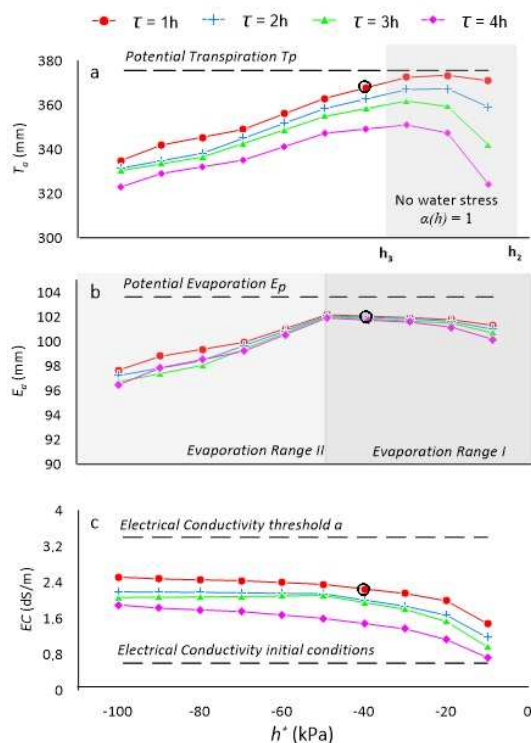 τ = 1h τ = 2h τ = 3h τ = 4h
Potential Transpiration Tp
a
380
360
340
320
300
Tₐ
(mm)
No water stress
α(h) = 1
h₃ h₂
Potential Evaporation Eₚ
b
104
102
100
98
96
94
92
90
Eₐ
(mm)
Evaporation Range II Evaporation Range I
c
Electrical Conductivity threshold a
4
3.2
2.4
1.6
0.8
0
EC (dS/m)
Electrical Conductivity initial conditions
-100 -80 -60 -40 -20 0
h* (kPa)